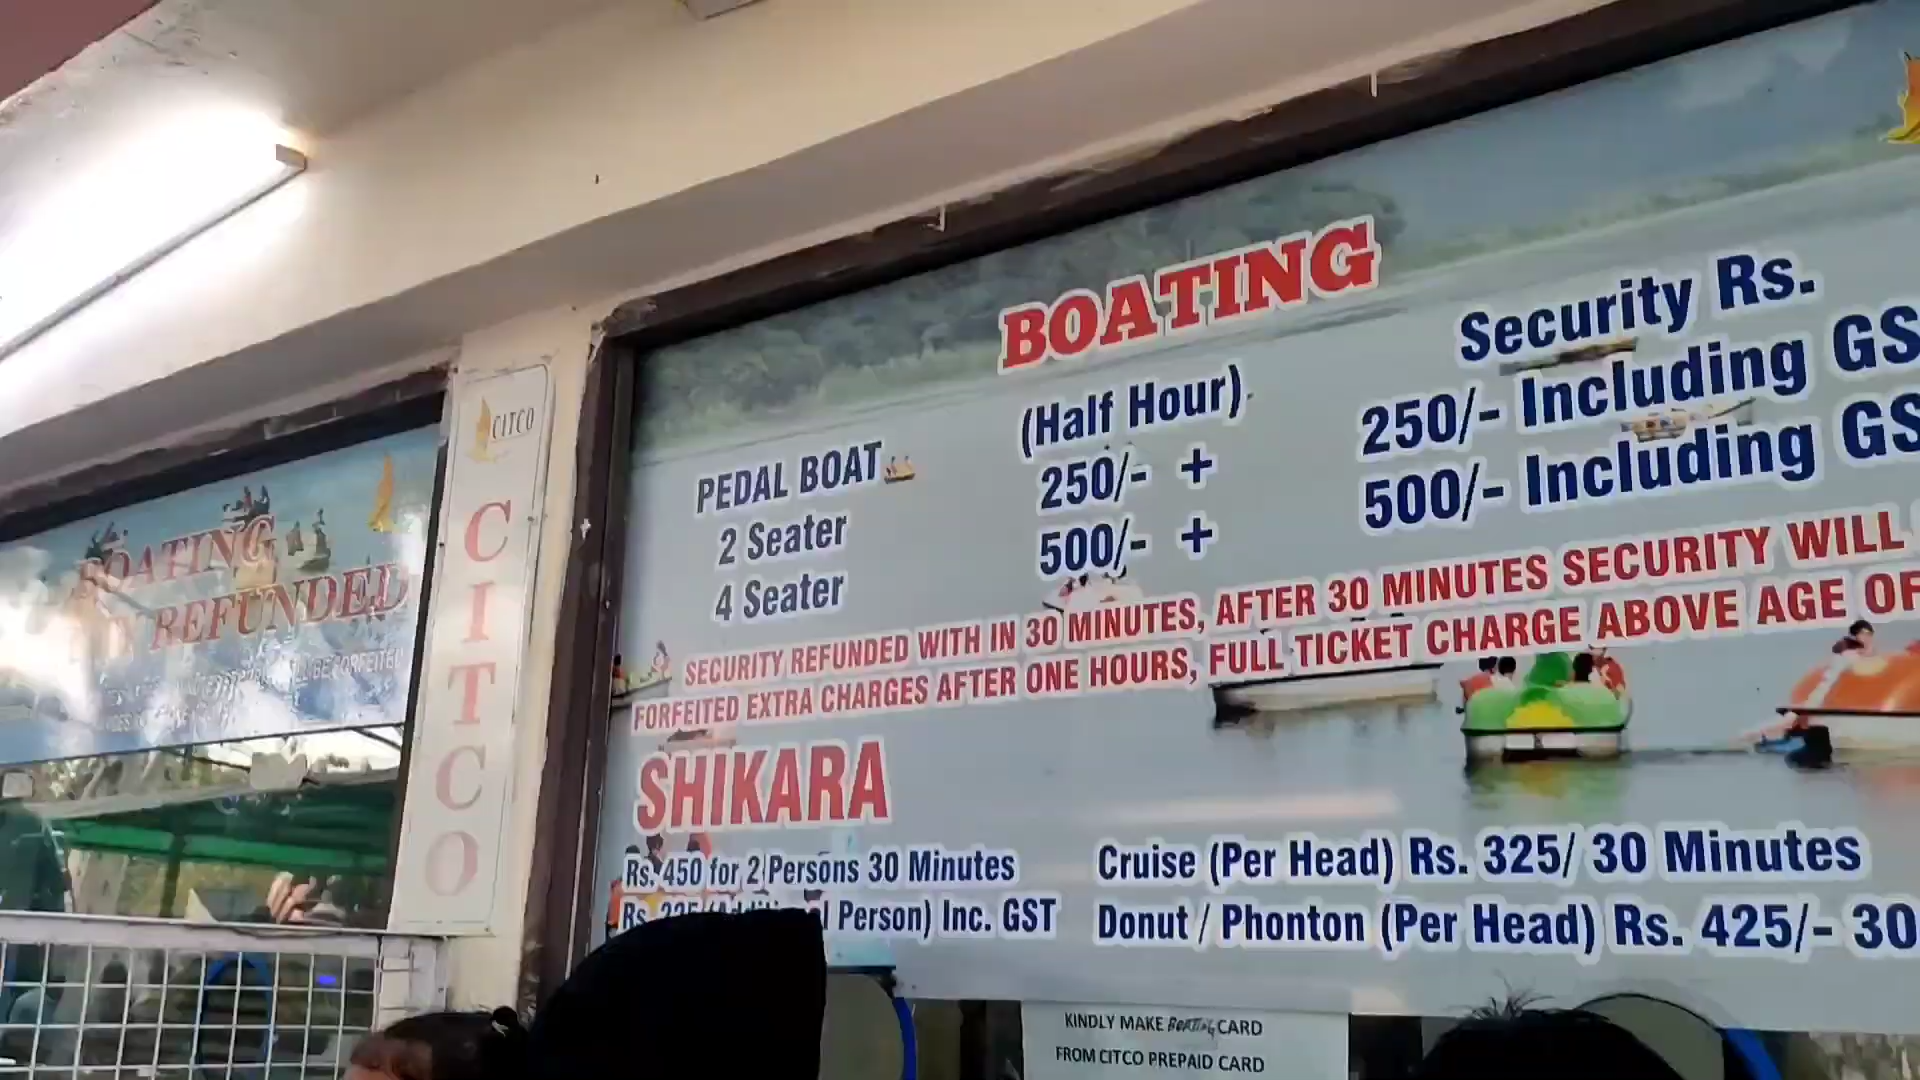 BOATING
(Half Hour)
Security Rs.
PEDAL BOAT
2 Seater
250/- +
250/- Including
4 Seater
500/- +
500/- Including
SECURITY REFUNDED WITH IN 30 MINUTES, AFTER 30 MINUTES SECURITY WILL
FORFEITED EXTRA CHARGES AFTER ONE HOURS, FULL TICKET CHARGE ABOVE AGE OF
SHIKARA
Rs. 450 for 2 Persons 30 Minutes
Cruise (Per Head) Rs. 325/ 30 Minutes
Rs. Person) Inc. GST
Donut / Phonton (Per Head) Rs. 425/- 30
KINDLY MAKE BOATING CARD
FROM CITCO PREPAID CARD
CITCO
CITCO
BOATING
REFUNDED